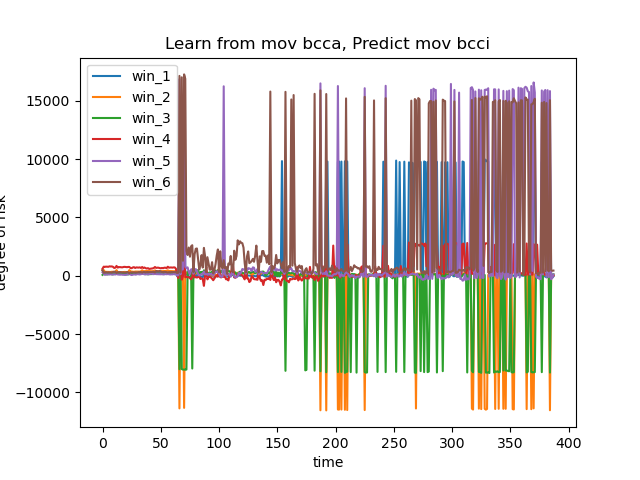 Learn from mov bcca, Predict mov bcci
win_1
win_2
win_3
win_4
win_5
win_6
15000
10000
5000
0
−5000
−10000
degree of risk
0 50 100 150 200 250 300 350 400
time